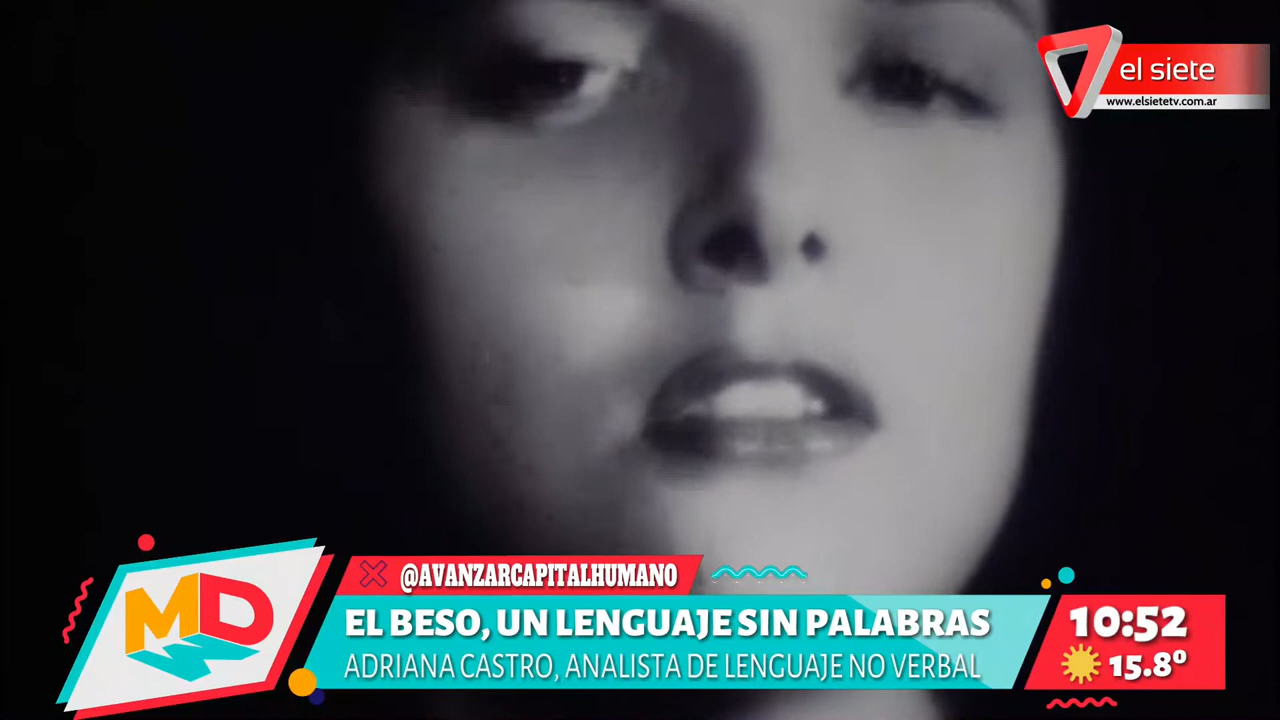 el siete
www.elsietetv.com.ar
MD
@AVANZARCAPITALHUMANO
EL BESO, UN LENGUAJE SIN PALABRAS
ADRIANA CASTRO, ANALISTA DE LENGUAJE NO VERBAL
10:52
15.8º